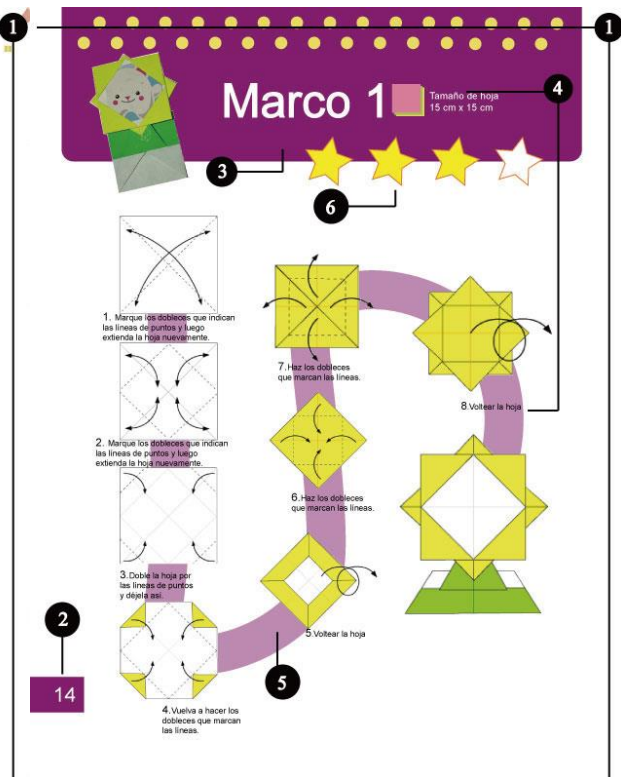 1
1
Marco 1
Tamaño de hoja
15 cm x 15 cm
4
3
6
1. Marque los dobleces que indican
las líneas de puntos y luego
extienda la hoja nuevamente.
2. Marque los dobleces que indican
las líneas de puntos y luego
extienda la hoja nuevamente.
3.Doble la hoja por
las líneas de puntos
y déjela así.
4.Vuelva a hacer los
dobleces que marcan
las líneas.
5.Voltear la hoja
6.Haz los dobleces
que marcan las líneas.
7.Haz los dobleces
que marcan las líneas.
8.Voltear la hoja
2
14
5